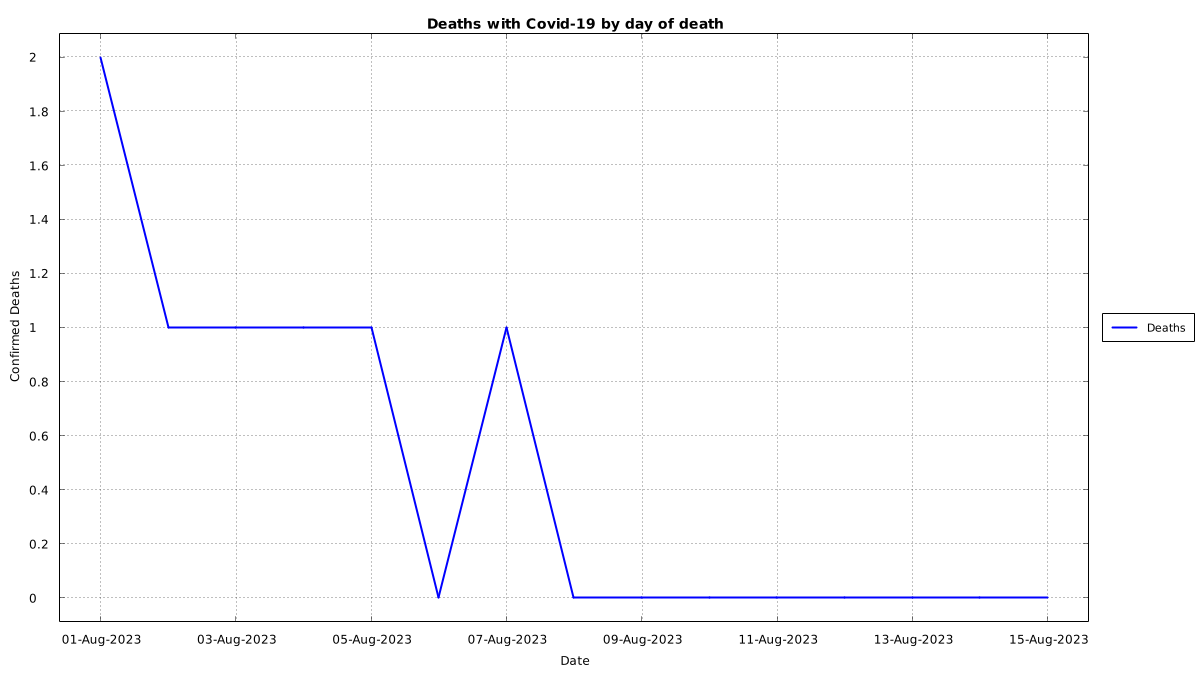 Deaths with Covid-19 by day of death
Confirmed Deaths
2
1.8
1.6
1.4
1.2
1
0.8
0.6
0.4
0.2
0
01-Aug-2023 03-Aug-2023 05-Aug-2023 07-Aug-2023 09-Aug-2023 11-Aug-2023 13-Aug-2023 15-Aug-2023
Date
Deaths